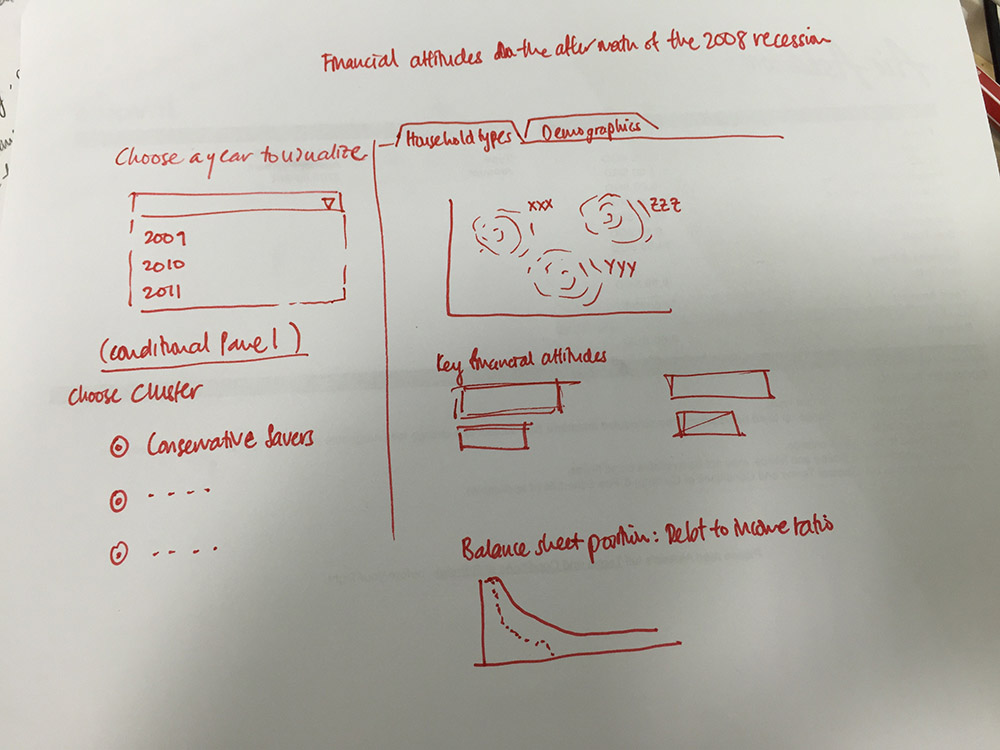 Financial attitudes in the aftermath of the 2008 recession
Choose a year to visualize
2009
2010
2011
(conditional panel)
Choose cluster
Conservative Savers
Household types
Demographics
xxx
ZZZ
YYY
Key financial attitudes
Balance sheet position: Debt to income ratio